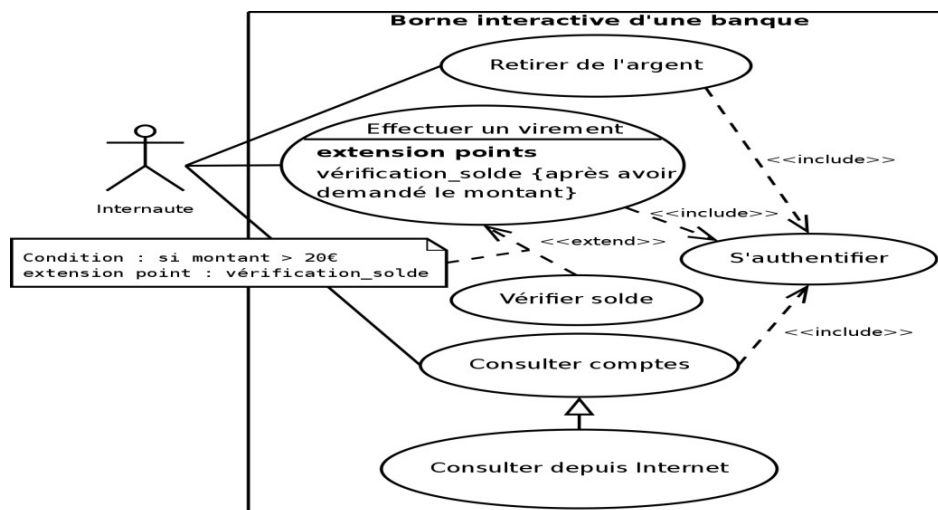 Borne interactive d'une banque
Retirer de l'argent
Effectuer un virement
extension points
vérification_solde {après avoir
demandé le montant}
<<include>>
Internaute
<<include>>
<<extend>>
Condition : si montant > 20€
extension point : vérification_solde
S'authentifier
Vérifier solde
<<include>>
Consulter comptes
Consulter depuis Internet